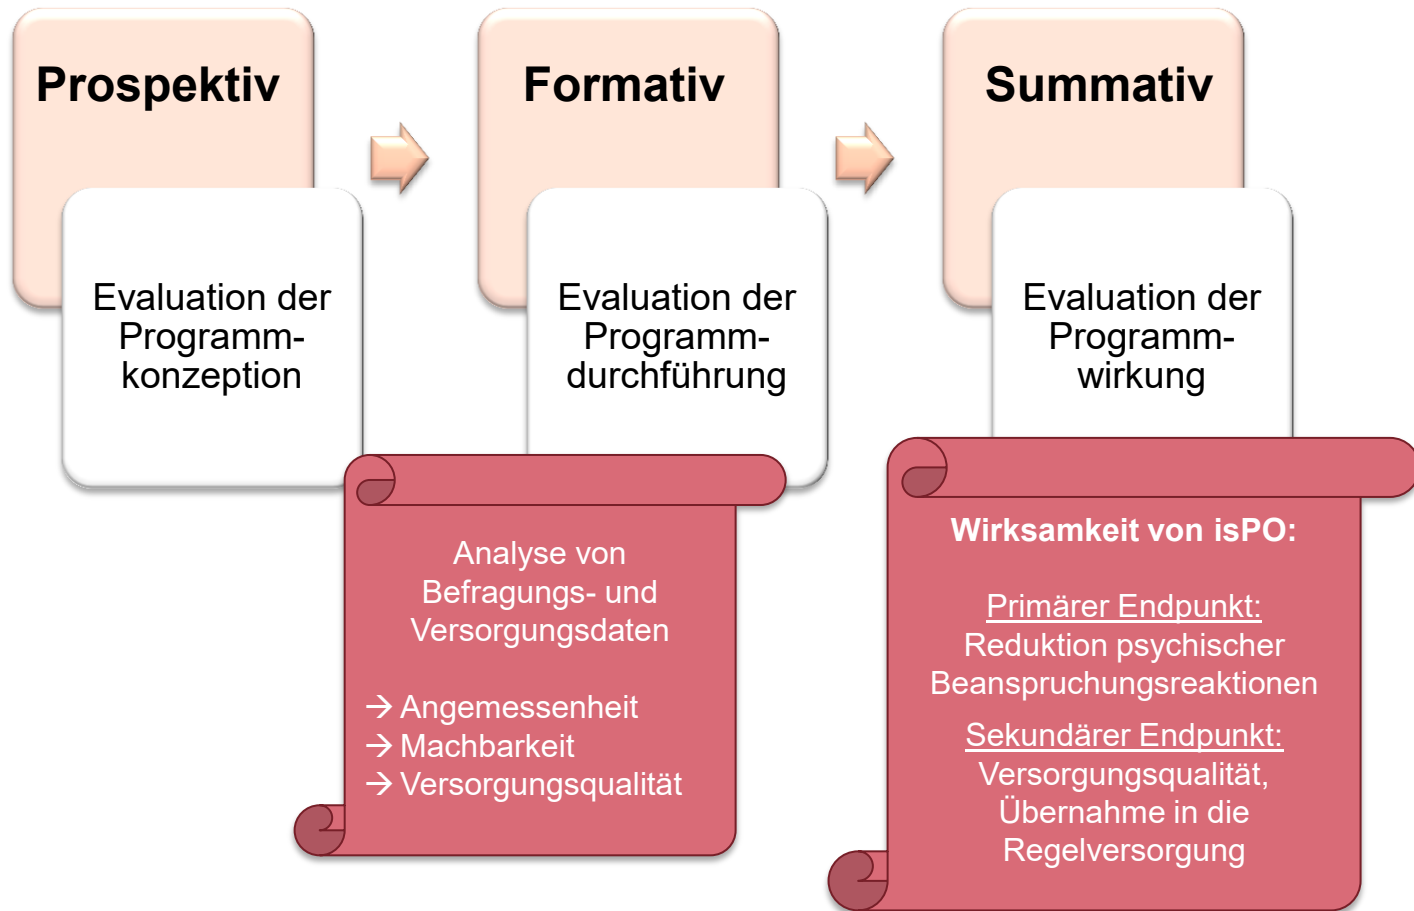 Prospektiv
Evaluation der
Programm-
konzeption
Formativ
Evaluation der
Programm-
durchführung
Analyse von
Befragungs- und
Versorgungsdaten
→ Angemessenheit
→ Machbarkeit
→ Versorgungsqualität
Summativ
Evaluation der
Programm-
wirkung
Wirksamkeit von isPO:
Primärer Endpunkt:
Reduktion psychischer
Beanspruchungsreaktionen
Sekundärer Endpunkt:
Versorgungsqualität,
Übernahme in die
Regelversorgung